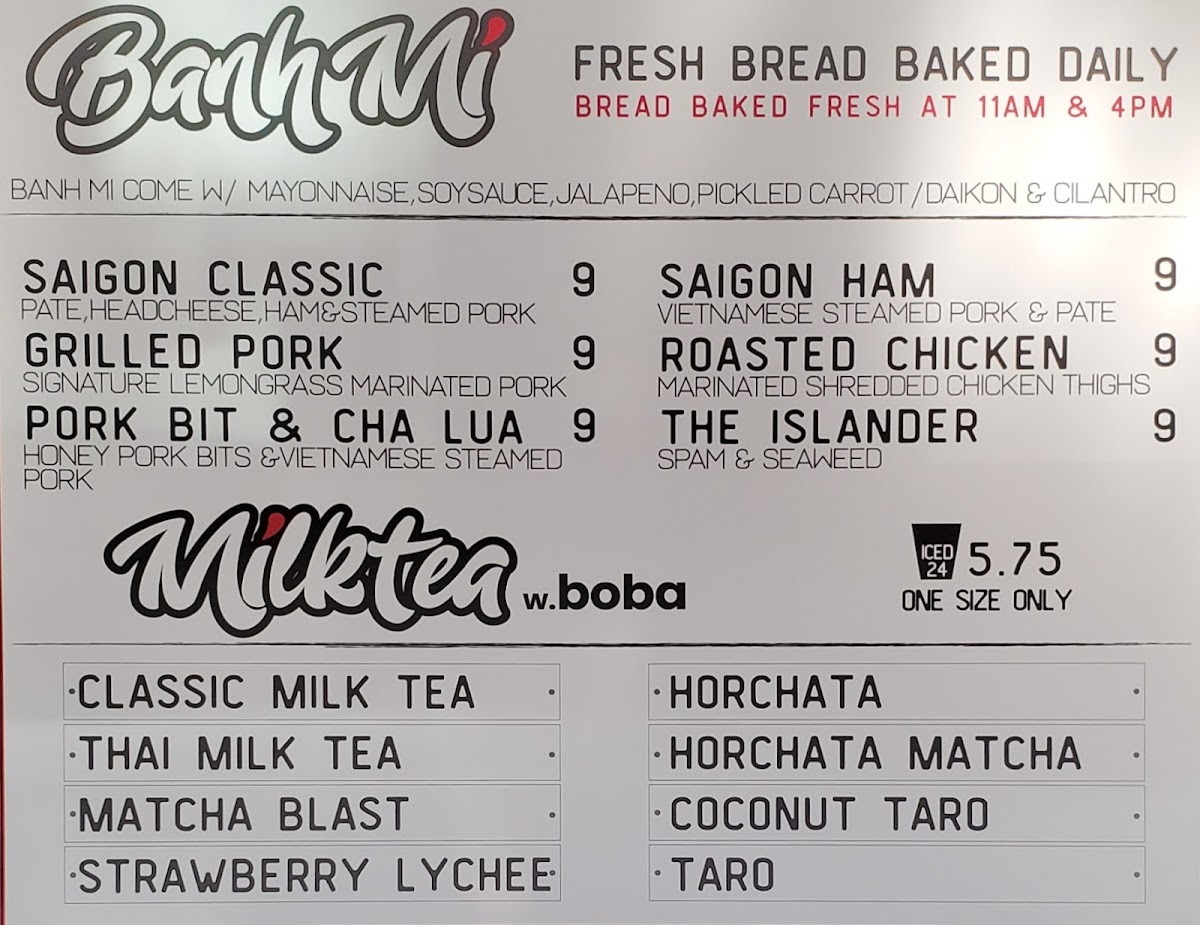 Banh Mi
FRESH BREAD BAKED DAILY
BREAD BAKED FRESH AT 11AM & 4PM
BANH MI COME W/ MAYONNAISE,SOYSAUCE,JALAPENO,PICKLED CARROT/DAIKON & CILANTRO
SAIGON CLASSIC 9
PATE,HEADCHEESE,HAM&STEAMED PORK
GRILLED PORK 9
SIGNATURE LEMONGRASS MARINATED PORK
PORK BIT & CHA LUA 9
HONEY PORK BITS &VIETNAMESE STEAMED
PORK
SAIGON HAM 9
VIETNAMESE STEAMED PORK & PATE
ROASTED CHICKEN 9
MARINATED SHREDDED CHICKEN THIGHS
THE ISLANDER 9
SPAM & SEAWEED
Milktea w.boba
ICED
24
5.75
ONE SIZE ONLY
CLASSIC MILK TEA
THAI MILK TEA
MATCHA BLAST
STRAWBERRY LYCHEE
HORCHATA
HORCHATA MATCHA
COCONUT TARO
TARO